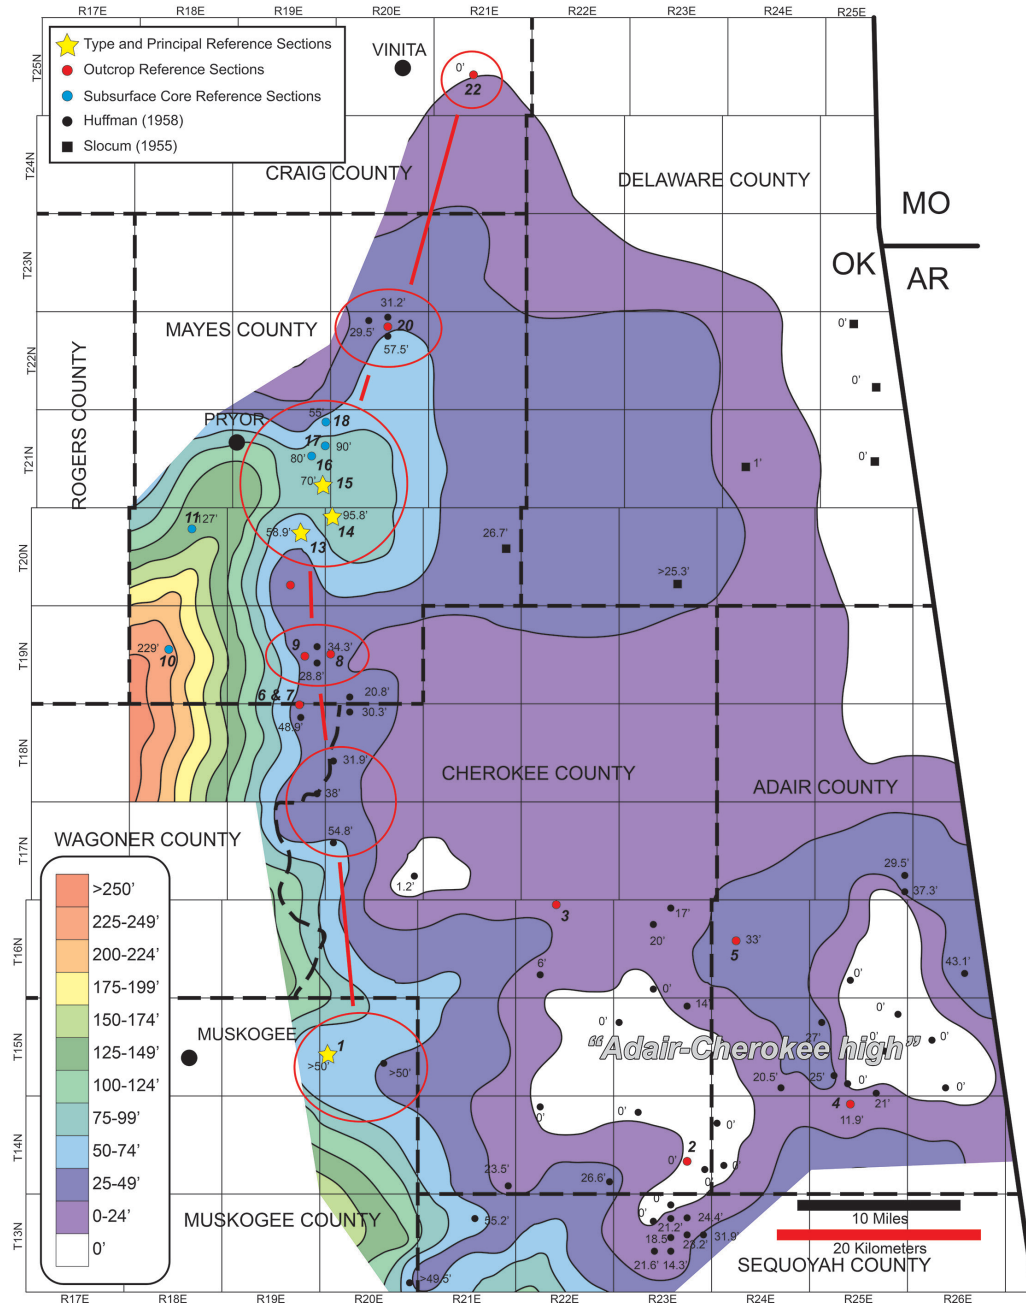 R17E R18E R19E R20E R21E R22E R23E R24E R25E
Type and Principal Reference Sections
Outcrop Reference Sections
Subsurface Core Reference Sections
Huffman (1958)
Slocum (1955)
VINITA
T25N
0'
22
T24N
CRAIG COUNTY
DELAWARE COUNTY
MO
OK
AR
T23N
MAYES COUNTY
31.2'
20
29.5'
57.5'
0'
T22N
ROGERS COUNTY
0'
PRYOR
55'
18
17
90'
80'
16
T21N
70'
15
1'
0'
11
127'
95.8'
14
58.9'
13
26.7'
T20N
>25.3'
9
34.3'
229'
10
8
28.8'
T19N
6 & 7
20.8'
30.3'
48.9'
T18N
31.9'
CHEROKEE COUNTY
ADAIR COUNTY
38'
WAGONER COUNTY
54.8'
T17N
29.5'
37.3'
1.2'
>250'
225-249'
200-224'
175-199'
150-174'
125-149'
100-124'
75-99'
50-74'
25-49'
0-24'
0'
3
17'
20'
33'
5
T16N
6'
43.1'
0'
0'
14'
MUSKOGEE
0'
0'
27'
0'
0'
"Adair-Cherokee high"
1
>50'
>50'
T15N
20.5'
25'
0'
0'
4
21'
11.9'
0'
0'
0'
T14N
2
0'
0'
0'
23.5'
26.6'
0'
0'
MUSKOGEE COUNTY
55.2'
21.2'
24.4'
18.5'
23.2'
31.9'
21.6'
14.3'
T13N
>49.5'
10 Miles
20 Kilometers
SEQUOYAH COUNTY
R17E R18E R19E R20E R21E R22E R23E R24E R25E R26E